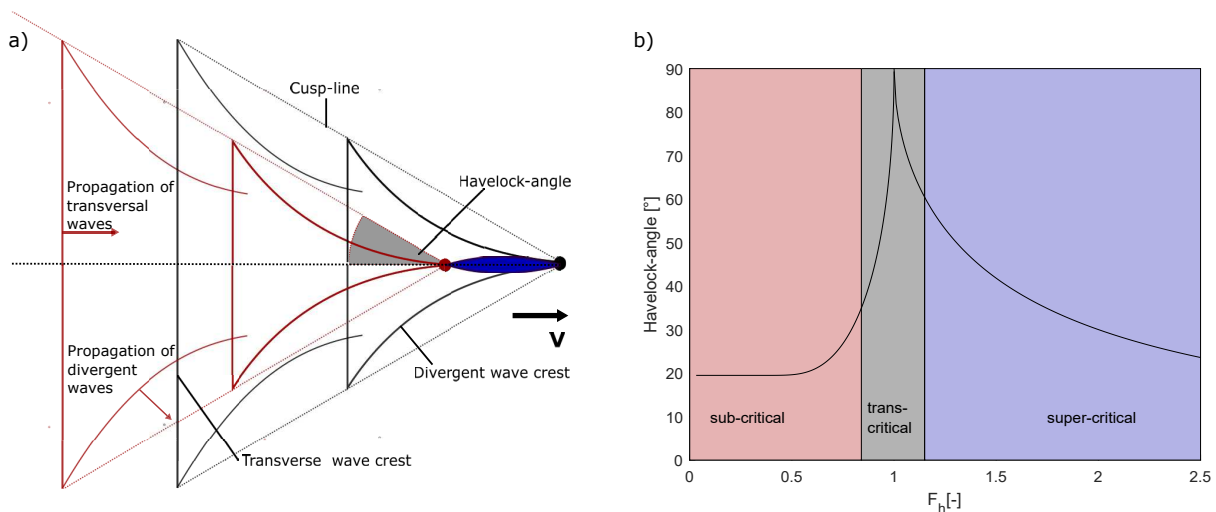 a)
Cusp-line
Propagation of
transversal
waves
Havelock-angle
V
Propagation of
divergent
waves
Divergent wave crest
Transverse wave crest
b)
Havelock-angle [°]
90
80
70
60
50
40
30
20
10
0
sub-critical
trans-
critical
super-critical
0
0.5
1
1.5
2
2.5
F_h[-]